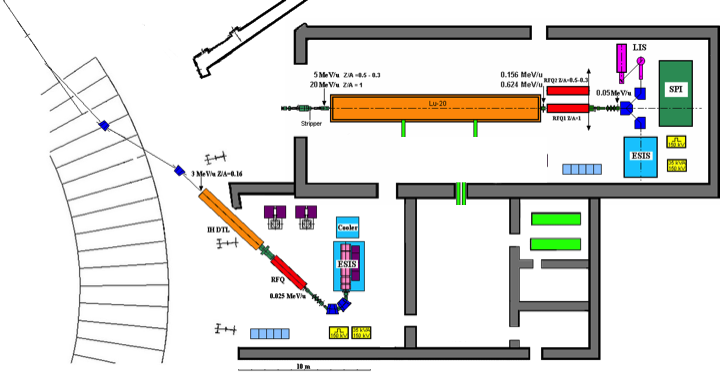 LIS
5 MeV/u Z/A =0.5 - 0.3
20 MeV/u Z/A = 1
0.156 MeV/u
0.624 MeV/u
RFQ2 Z/A=0.5-0.3
0.05 MeV/u
SPI
Lu-20
Stripper
RFQ1 Z/A=1
ESIS
3 MeV/u Z/A=0.16
IH DTL
Cooler
ESIS
RFQ
0.025 MeV/u
10 m